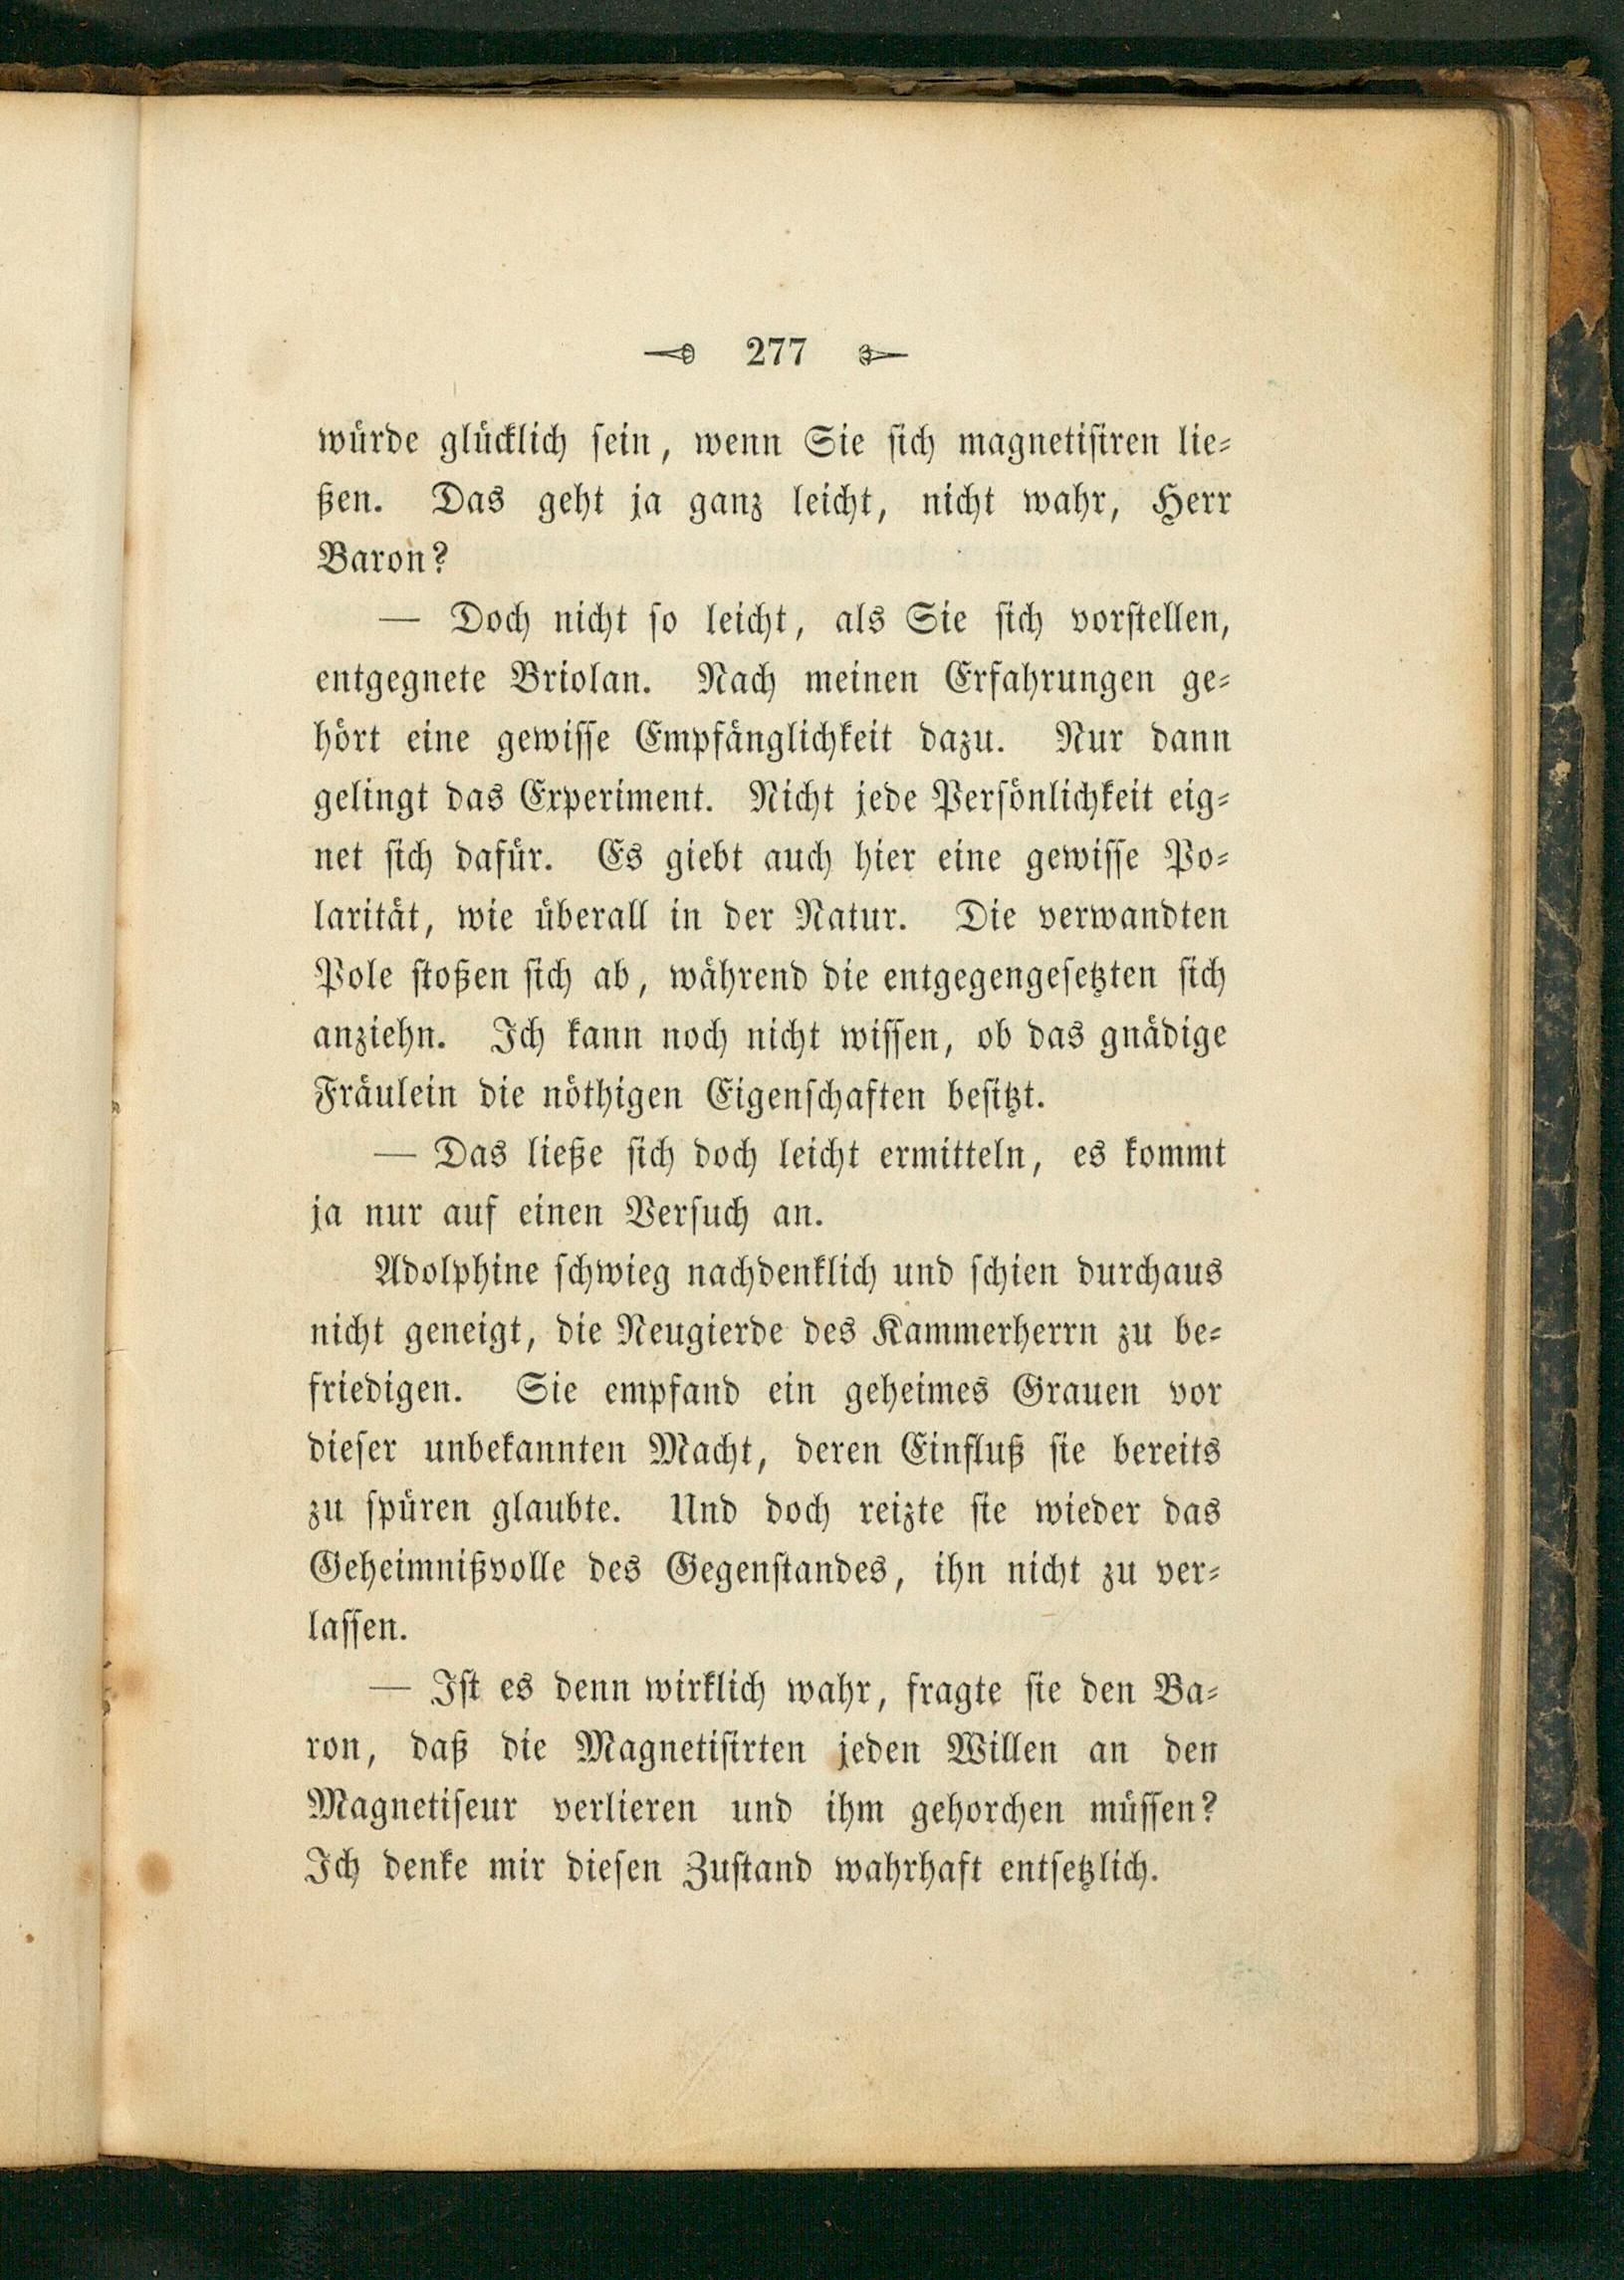 277
würde glücklich sein, wenn Sie sich magnetisiren lie-
ßen. Das geht ja ganz leicht, nicht wahr, Herr
Baron?
— Doch nicht so leicht, als Sie sich vorstellen,
entgegnete Briolan. Nach meinen Erfahrungen ge-
hört eine gewisse Empfänglichkeit dazu. Nur dann
gelingt das Experiment. Nicht jede Persönlichkeit eig-
net sich dafür. Es giebt auch hier eine gewisse Po-
larität, wie überall in der Natur. Die verwandten
Pole stoßen sich ab, während die entgegengesetzten sich
anziehn. Ich kann noch nicht wissen, ob das gnädige
Fräulein die nöthigen Eigenschaften besitzt.
— Das ließe sich doch leicht ermitteln, es kommt
ja nur auf einen Versuch an.
Adolphine schwieg nachdenklich und schien durchaus
nicht geneigt, die Neugierde des Kammerherrn zu be-
friedigen. Sie empfand ein geheimes Grauen vor
dieser unbekannten Macht, deren Einfluß sie bereits
zu spüren glaubte. Und doch reizte sie wieder das
Geheimnißvolle des Gegenstandes, ihn nicht zu ver-
lassen.
— Ist es denn wirklich wahr, fragte sie den Ba-
ron, daß die Magnetisirten jeden Willen an den
Magnetiseur verlieren und ihm gehorchen müssen?
Ich denke mir diesen Zustand wahrhaft entsetzlich.